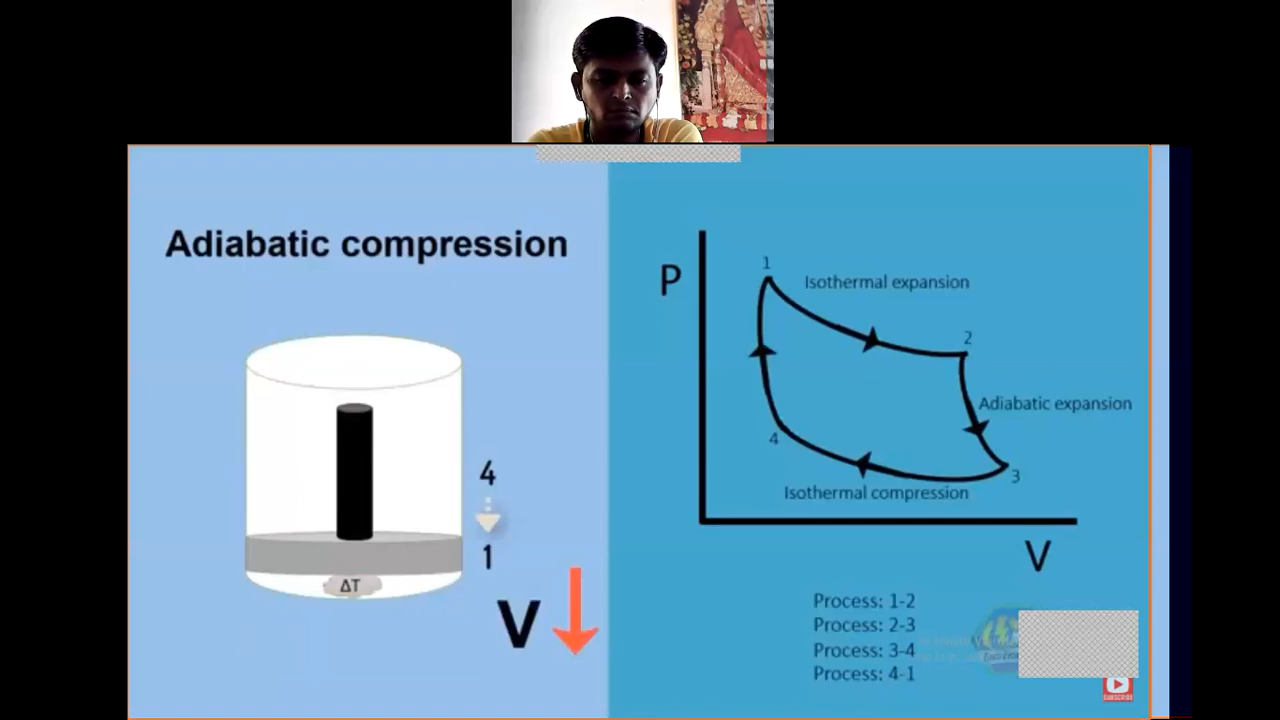 Adiabatic compression
4
1
ΔT
V
P
1
Isothermal expansion
2
Adiabatic expansion
4
3
Isothermal compression
V
Process: 1-2
Process: 2-3
Process: 3-4
Process: 4-1
SUBSCRIBE